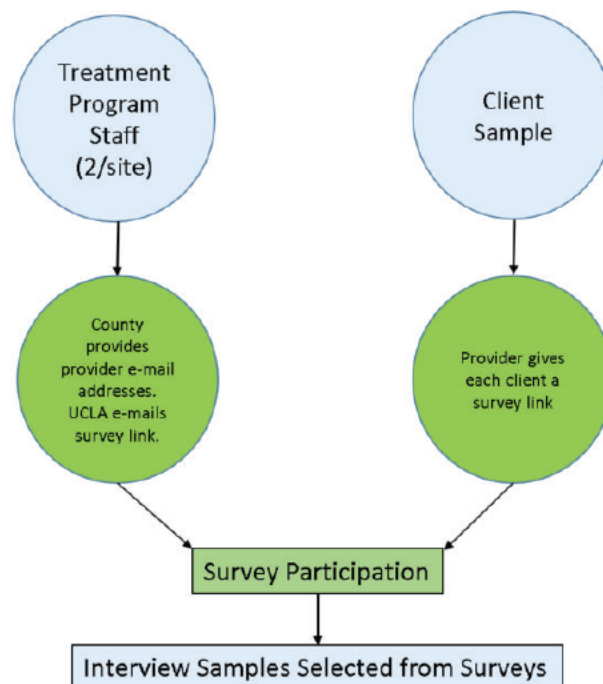 Treatment
Program
Staff
(2/site)
Client
Sample
County
provides
provider e-mail
addresses.
UCLA e-mails
survey link.
Provider gives
each client a
survey link
Survey Participation
Interview Samples Selected from Surveys